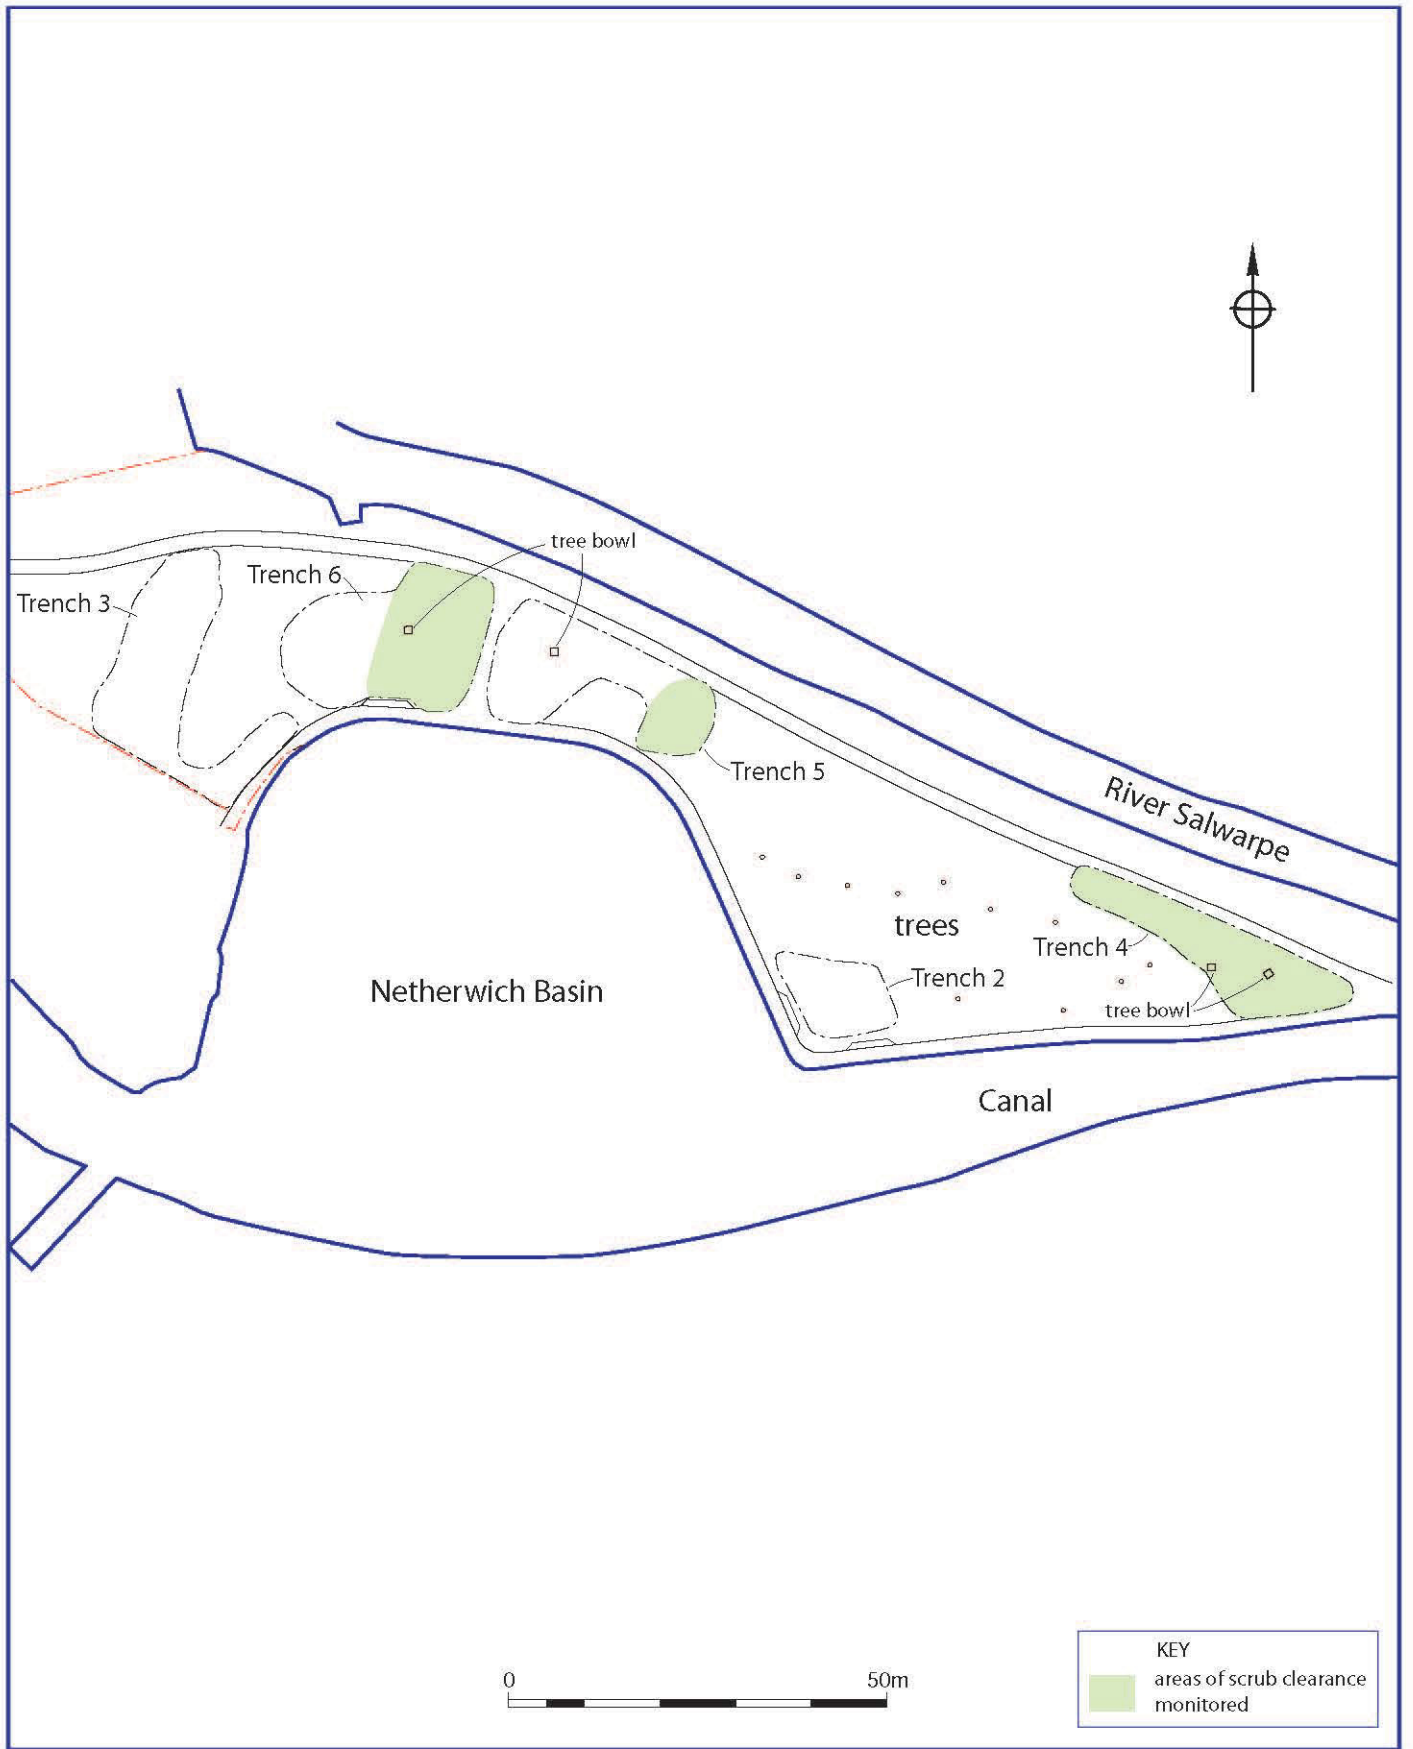 tree bowl
Trench 6
Trench 3
Trench 5
River Salwarpe
trees
Trench 4
Trench 2
Netherwich Basin
tree bowl
Canal
KEY
areas of scrub clearance
monitored
0
50m